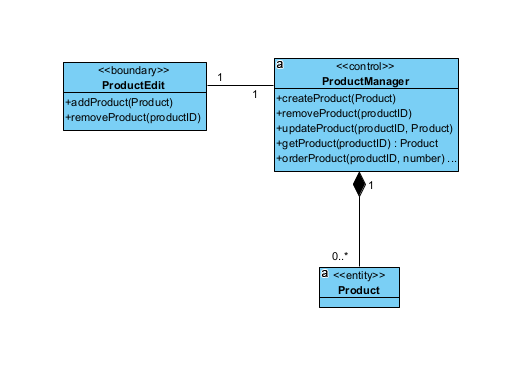 <<boundary>>
ProductEdit
+addProduct(Product)
+removeProduct(productID)
1
1
a
<<control>>
ProductManager
+createProduct(Product)
+removeProduct(productID)
+updateProduct(productID, Product)
+getProduct(productID) : Product
+orderProduct(productID, number) ...
1
0..*
a
<<entity>>
Product